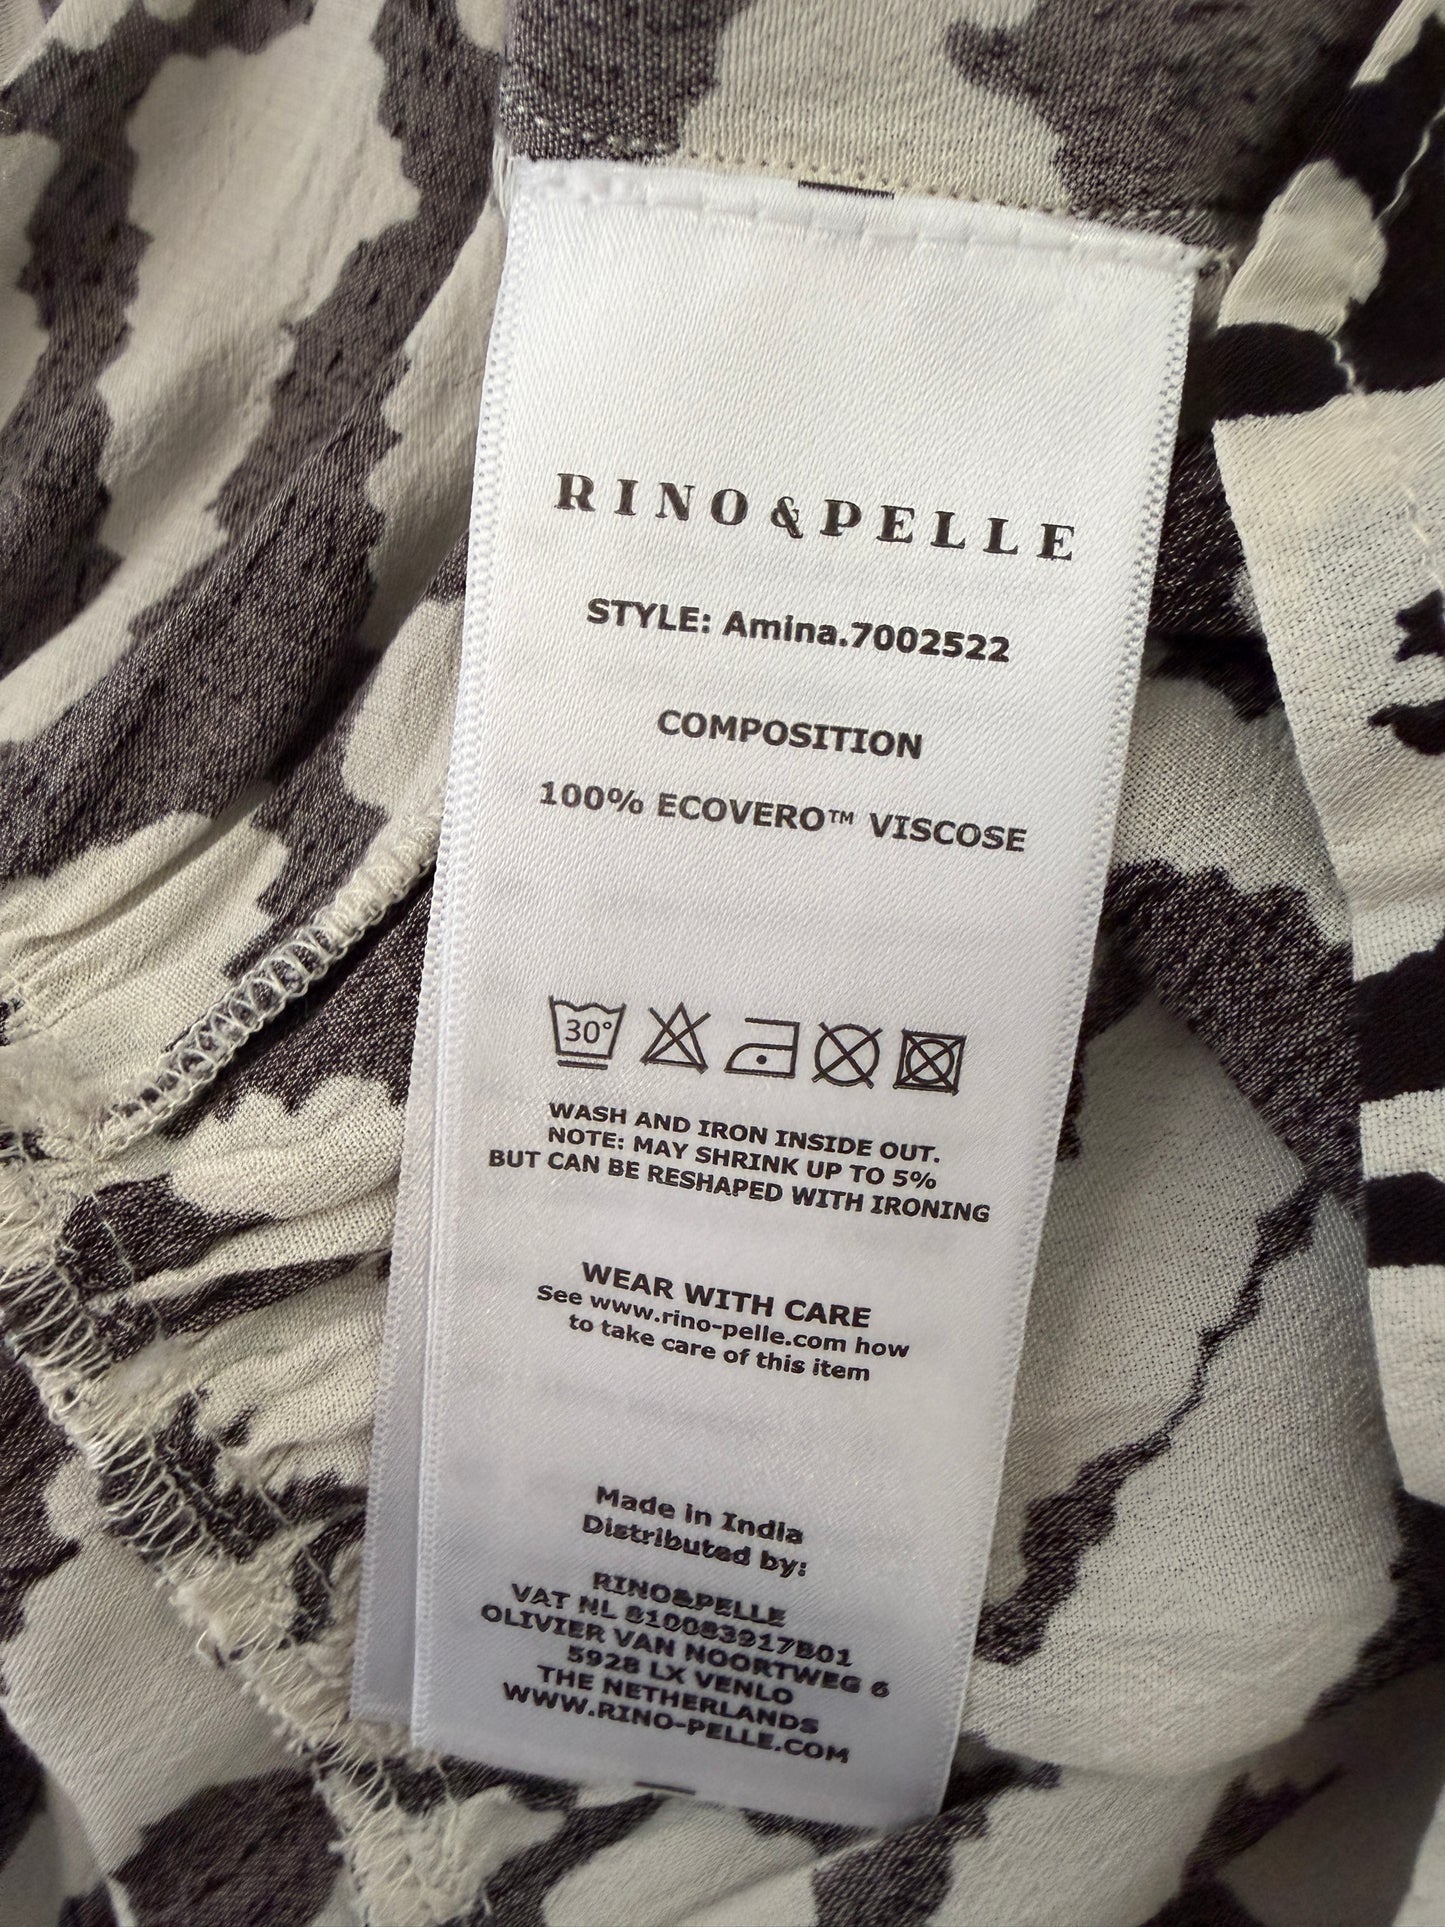 RINO&PELLE
STYLE: Amina.7002522
COMPOSITION
100% ECOVERO™ VISCOSE
30°
WASH AND IRON INSIDE OUT.
NOTE: MAY SHRINK UP TO 5%
BUT CAN BE RESHAPED WITH IRONING
WEAR WITH CARE
See www.rino-pelle.com how
to take care of this item
Made in India
Distributed by:
RINO&PELLE
VAT NL 810083917B01
OLIVIER VAN NOORTWEG 6
5928 LX VENLO
THE NETHERLANDS
WWW.RINO-PELLE.COM